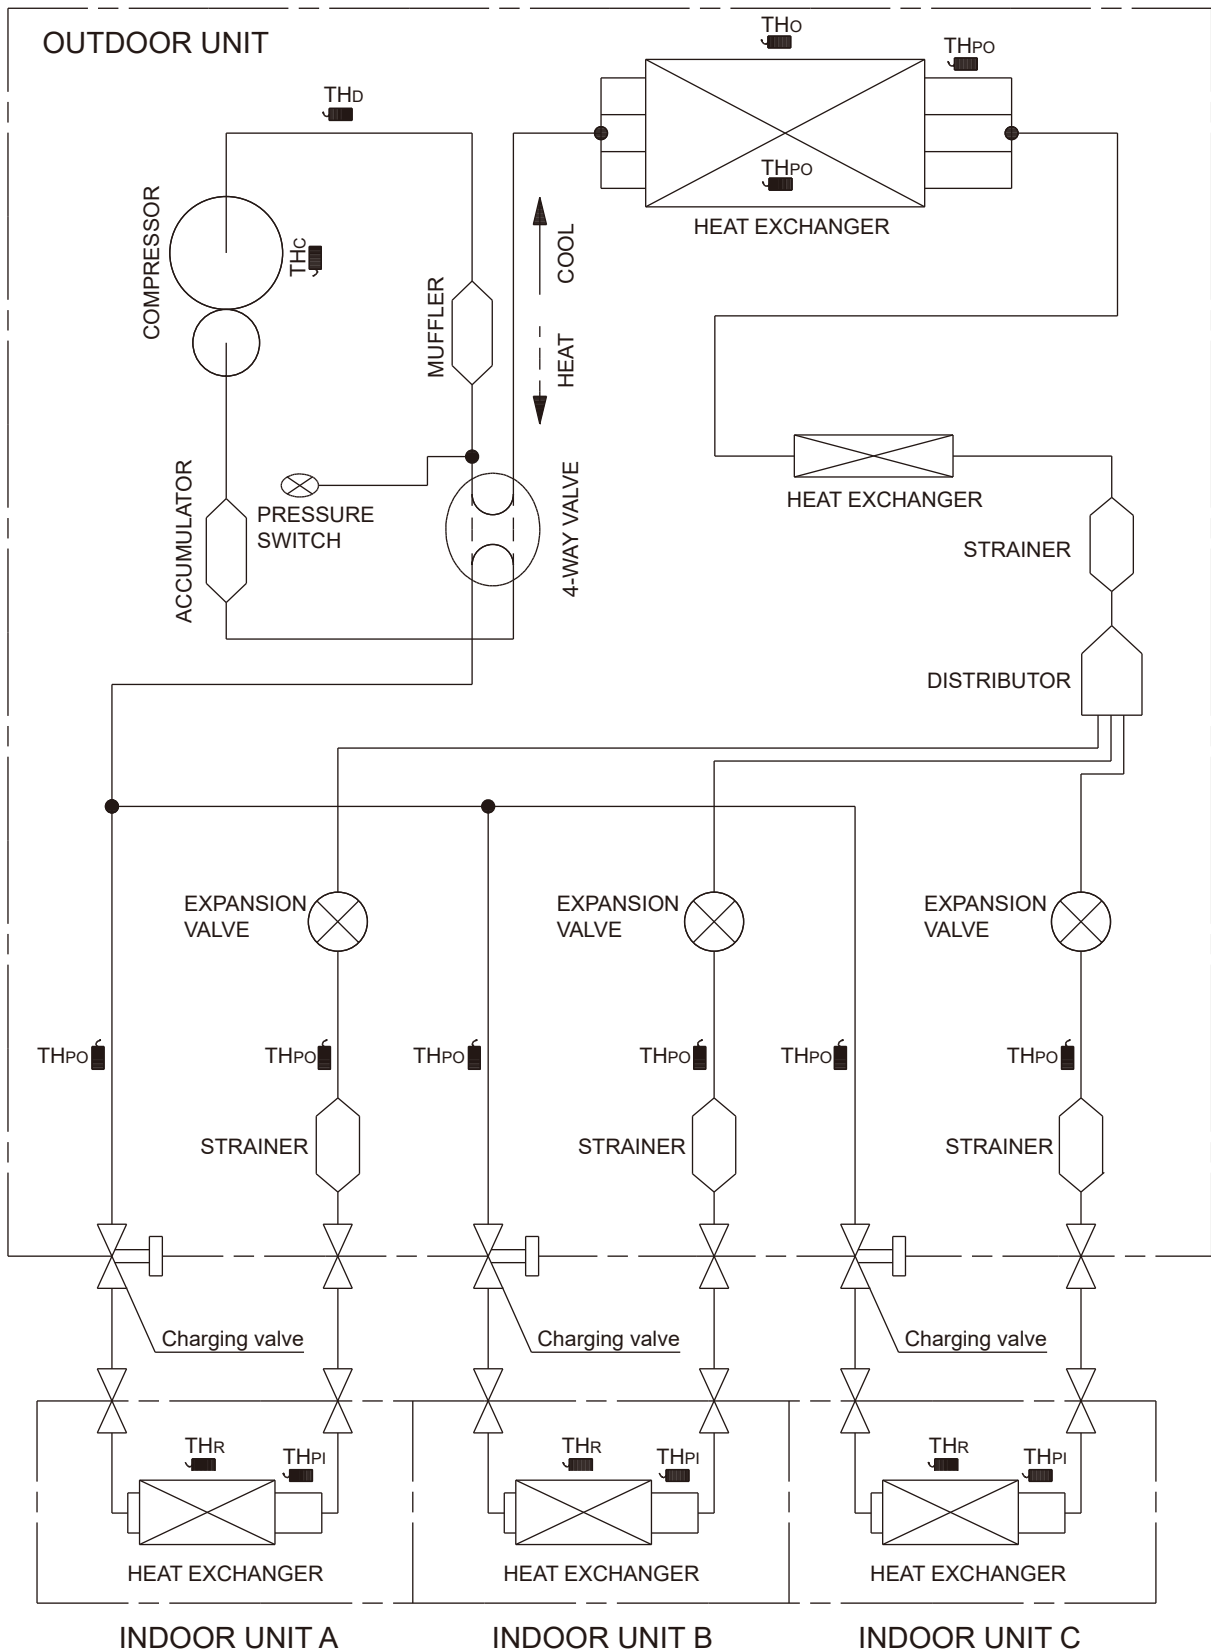 OUTDOOR UNIT
THO
THPO
THD
THPO
HEAT EXCHANGER
COMPRESSOR
THC
MUFFLER
COOL
HEAT
ACCUMULATOR
PRESSURE
SWITCH
4-WAY VALVE
HEAT EXCHANGER
STRAINER
DISTRIBUTOR
EXPANSION
VALVE
EXPANSION
VALVE
EXPANSION
VALVE
THPO
THPO
THPO
THPO
THPO
THPO
STRAINER
STRAINER
STRAINER
Charging valve
Charging valve
Charging valve
THR
THPI
THR
THPI
THR
THPI
HEAT EXCHANGER
HEAT EXCHANGER
HEAT EXCHANGER
INDOOR UNIT A
INDOOR UNIT B
INDOOR UNIT C